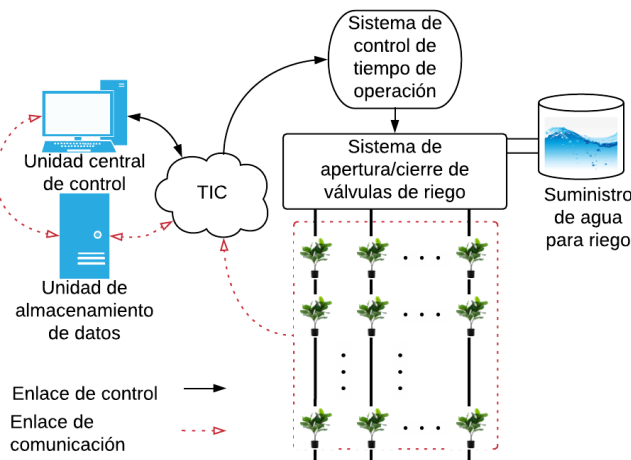 Sistema de
control de
tiempo de
operación
Unidad central
de control
TIC
Sistema de
apertura/cierre de
válvulas de riego
Suministro
de agua
para riego
Unidad de
almacenamiento
de datos
Enlace de control
Enlace de
comunicación